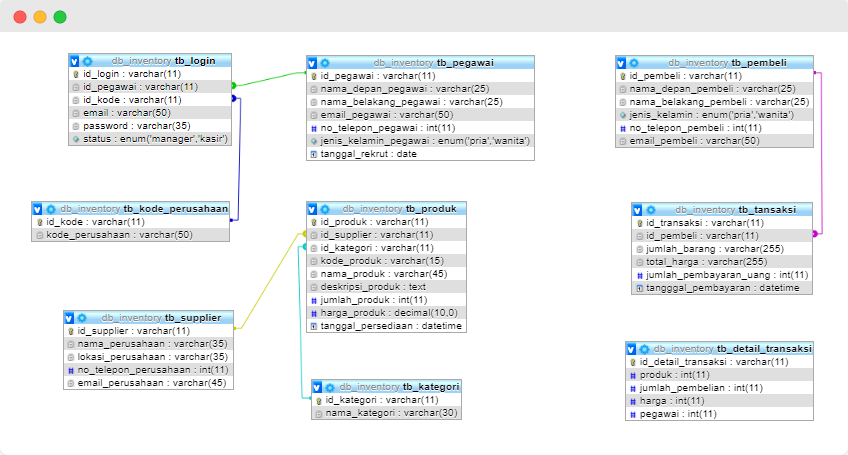 db_inventory tb_login
id_login : varchar(11)
id_pegawai : varchar(11)
id_kode : varchar(11)
email : varchar(50)
password : varchar(35)
status : enum('manager','kasir')
db_inventory tb_pegawai
id_pegawai : varchar(11)
nama_depan_pegawai : varchar(25)
nama_belakang_pegawai : varchar(25)
email_pegawai : varchar(50)
no_telepon_pegawai : int(11)
jenis_kelamin_pegawai : enum('pria','wanita')
tanggal_rekrut : date
db_inventory tb_pembeli
id_pembeli : varchar(11)
nama_depan_pembeli : varchar(25)
nama_belakang_pembeli : varchar(25)
jenis_kelamin : enum('pria','wanita')
no_telepon_pembeli : int(11)
email_pembeli : varchar(50)
db_inventory tb_kode_perusahaan
id_kode : varchar(11)
kode_perusahaan : varchar(50)
db_inventory tb_produk
id_produk : varchar(11)
id_supplier : varchar(11)
id_kategori : varchar(11)
kode_produk : varchar(15)
nama_produk : varchar(45)
deskripsi_produk : text
jumlah_produk : int(11)
harga_produk : decimal(10,0)
tanggal_persediaan : datetime
db_inventory tb_tansaksi
id_transaksi : varchar(11)
id_pembeli : varchar(11)
jumlah_barang : varchar(255)
total_harga : varchar(255)
jumlah_pembayaran_uang : int(11)
tangggal_pembayaran : datetime
db_inventory tb_supplier
id_supplier : varchar(11)
nama_perusahaan : varchar(35)
lokasi_perusahaan : varchar(35)
no_telepon_perusahaan : int(11)
email_perusahaan : varchar(45)
db_inventory tb_kategori
id_kategori : varchar(11)
nama_kategori : varchar(30)
db_inventory tb_detail_transaksi
id_detail_transaksi : varchar(11)
produk : int(11)
jumlah_pembelian : int(11)
harga : int(11)
pegawai : int(11)